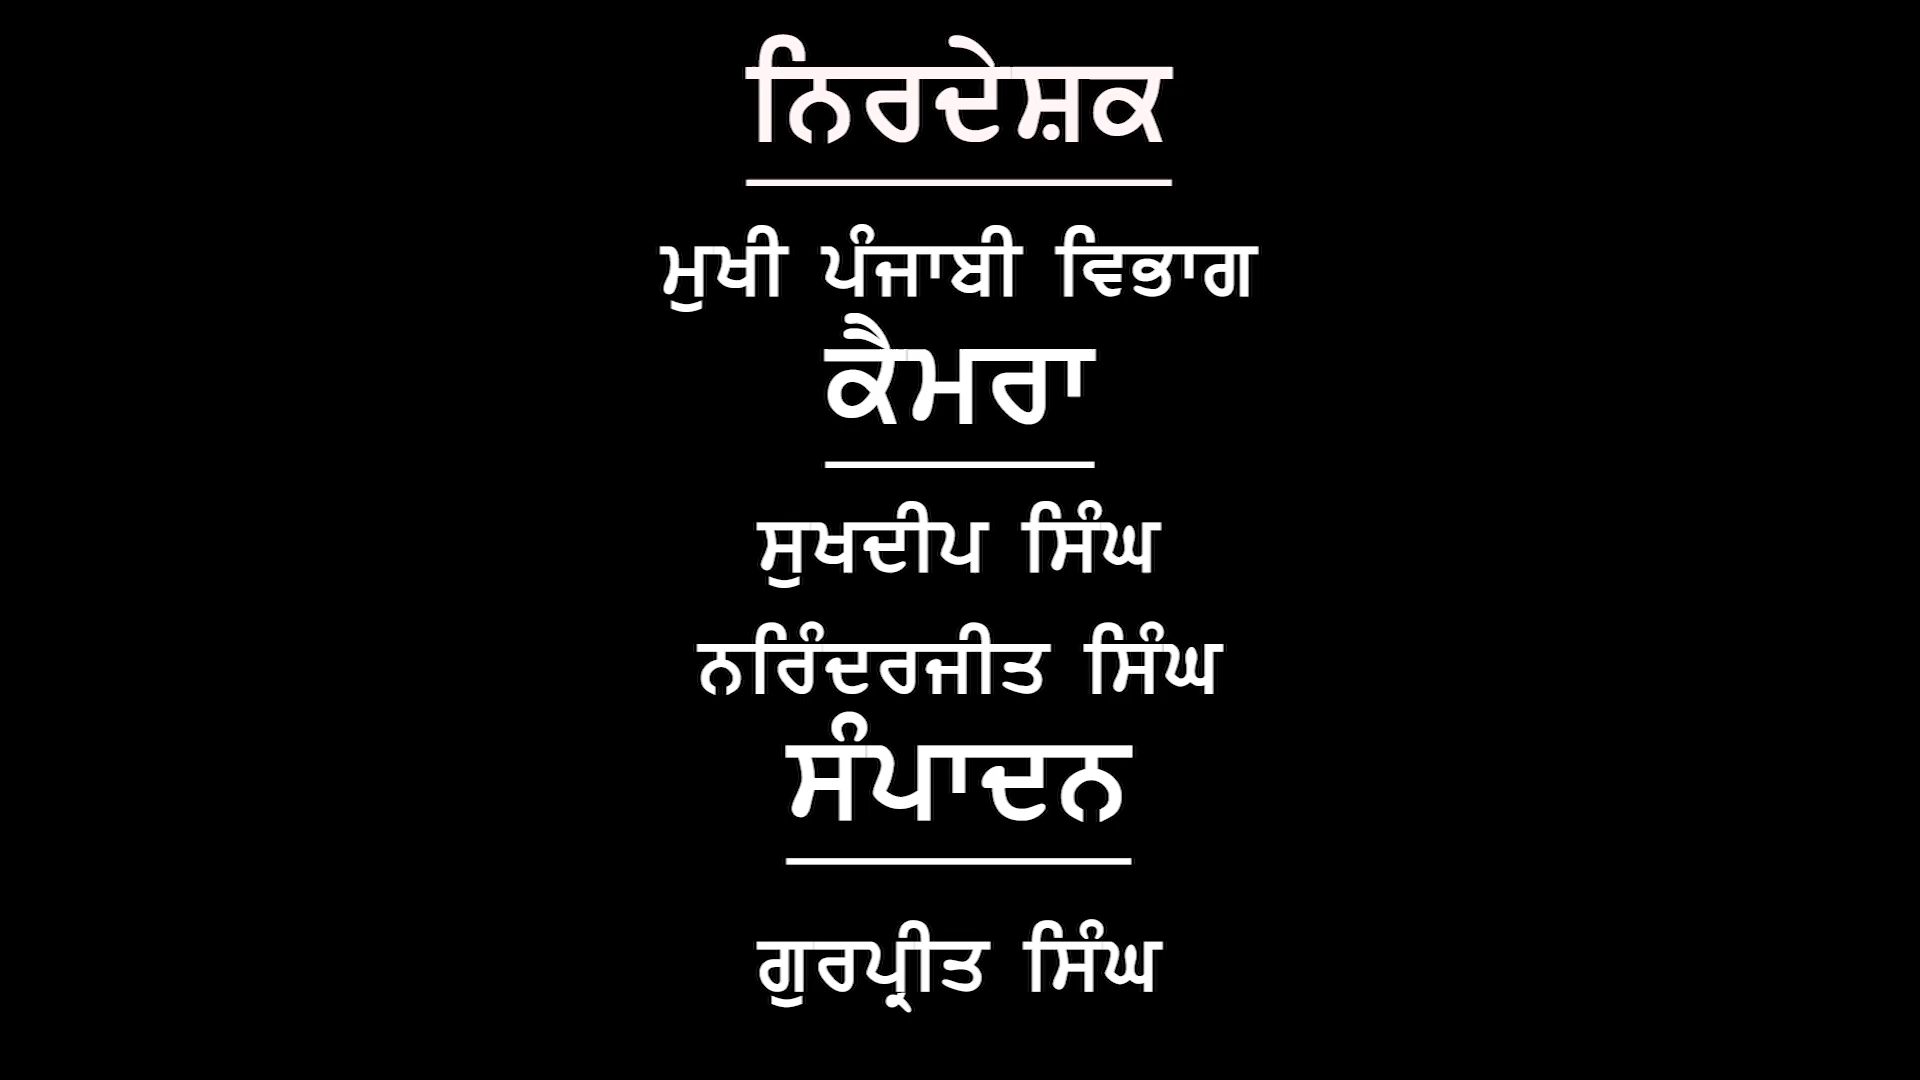 ਨਿਰਦੇਸ਼ਕ
ਮੁਖੀ ਪੰਜਾਬੀ ਵਿਭਾਗ
ਕੈਮਰਾ
ਸੁਖਦੀਪ ਸਿੰਘ
ਨਰਿੰਦਰਜੀਤ ਸਿੰਘ
ਸੰਪਾਦਨ
ਗੁਰਪ੍ਰੀਤ ਸਿੰਘ